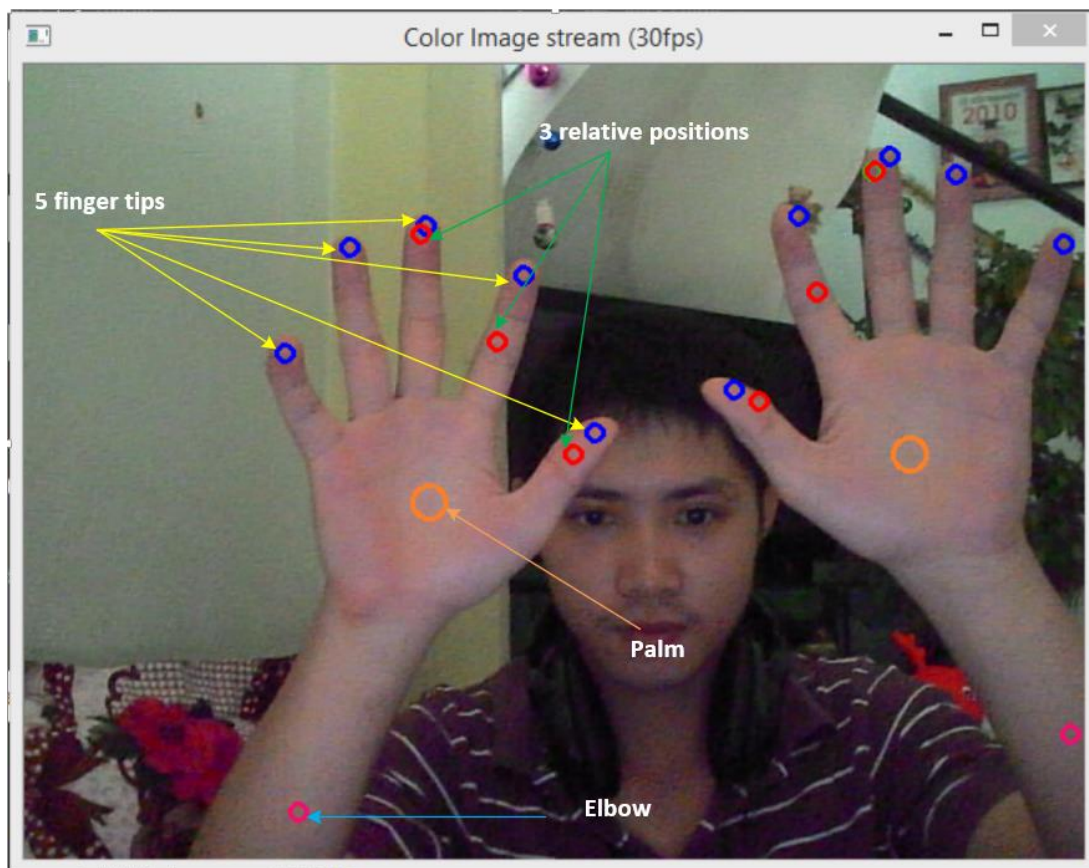 Color Image stream (30fps)
2010
3 relative positions
5 finger tips
Palm
Elbow